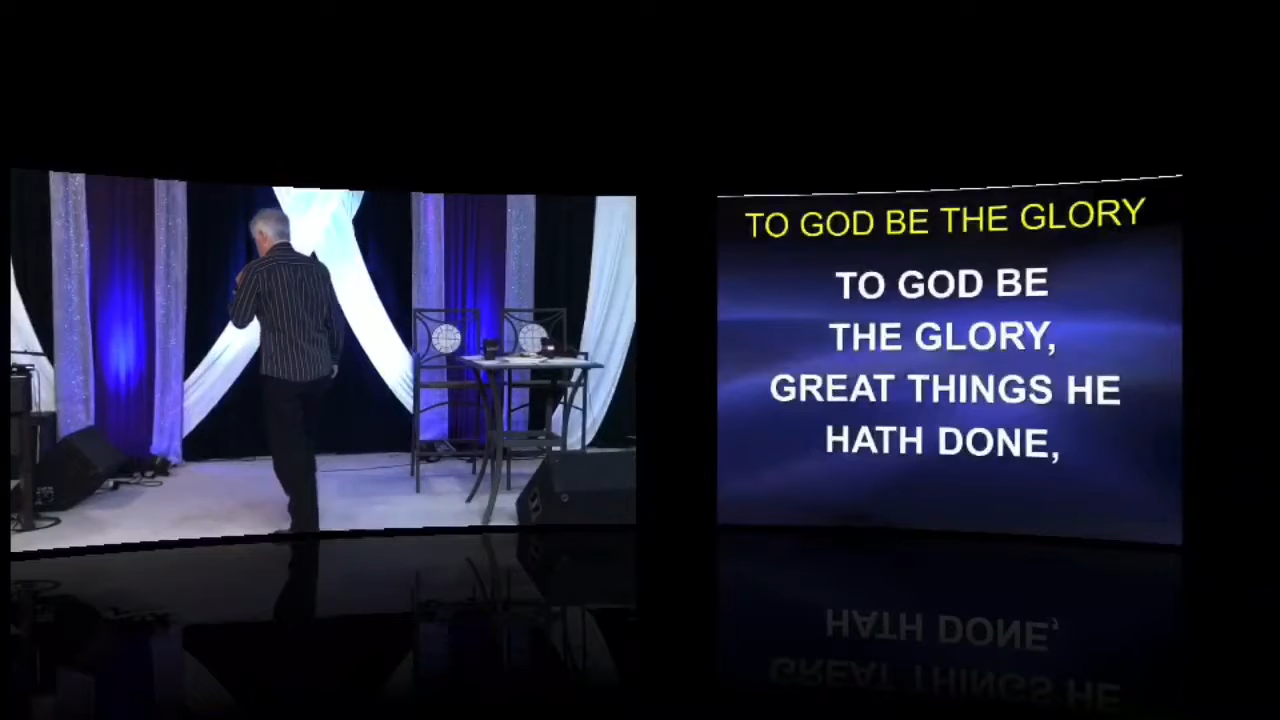 TO GOD BE THE GLORY
TO GOD BE
THE GLORY,
GREAT THINGS HE
HATH DONE,